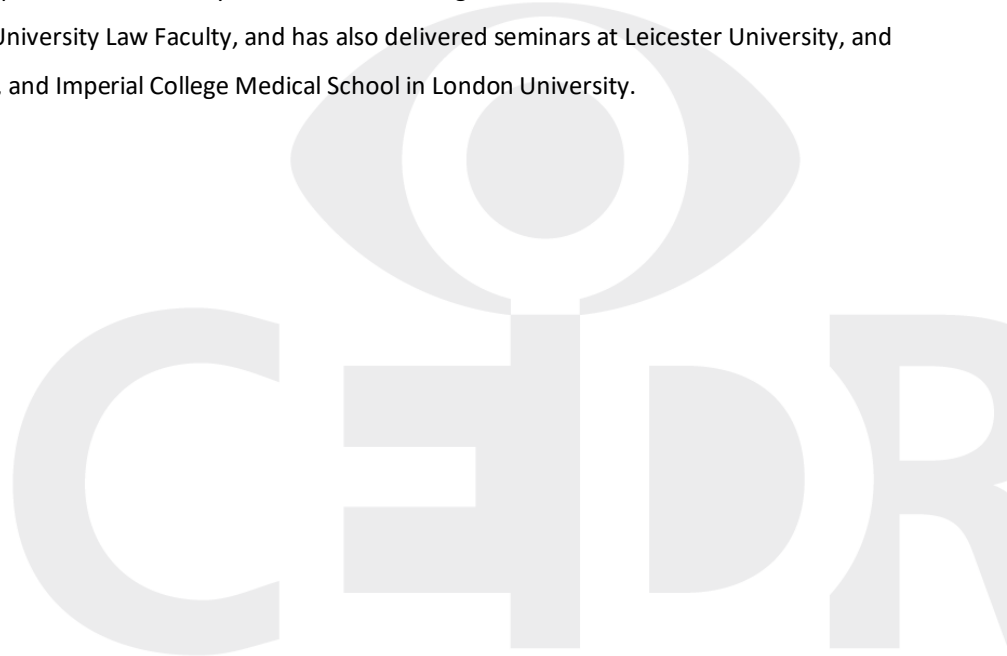 University Law Faculty, and has also delivered seminars at Leicester University, and
, and Imperial College Medical School in London University.
CEDR